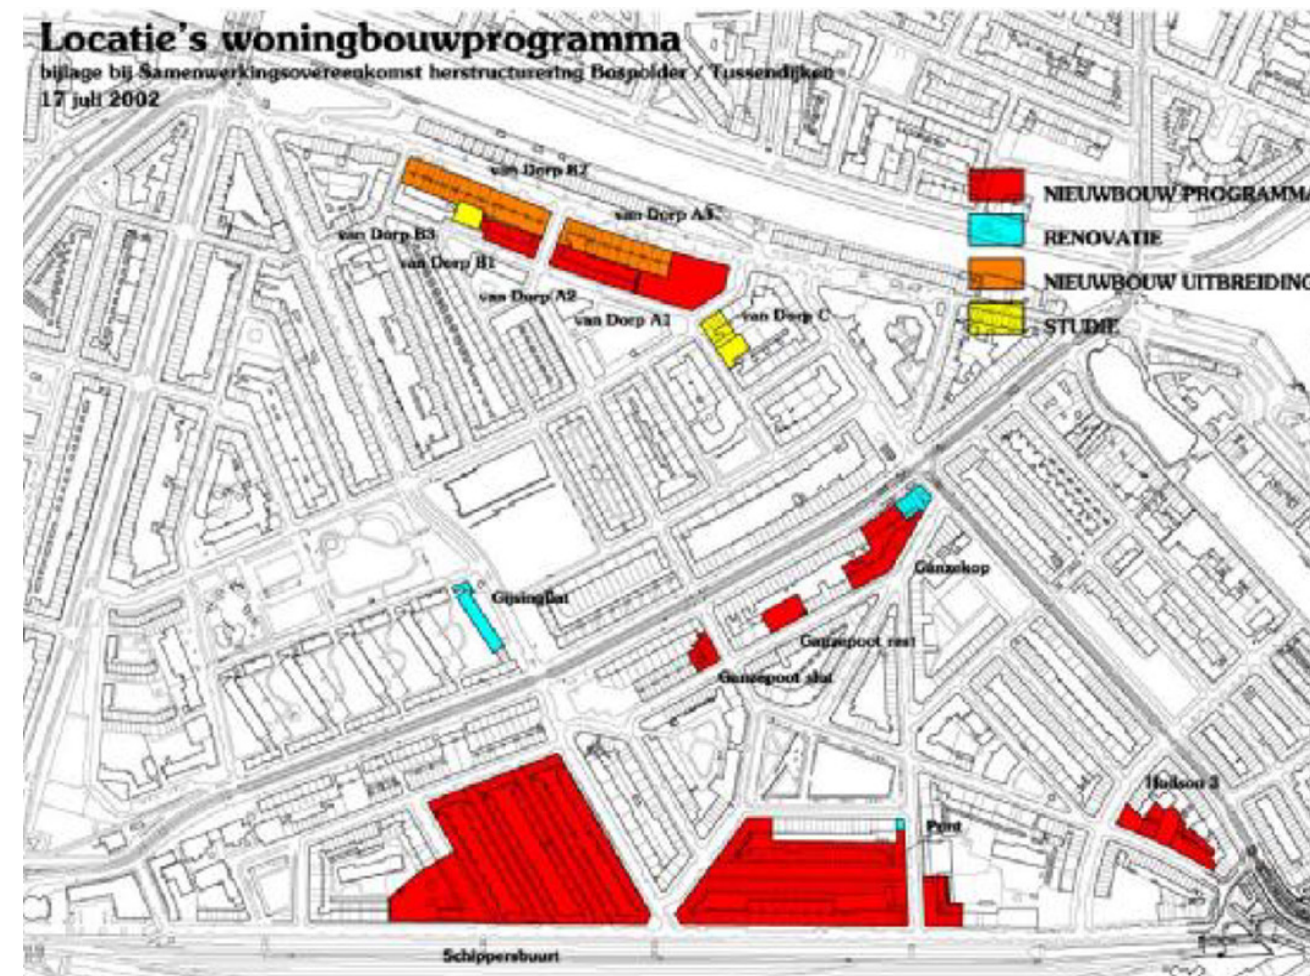 Locatie's woningbouwprogramma
bijlage bij Samenwerkingsovereenkomst herstructurering Bospolder / Tussendijken
17 juli 2002
van Dorp B2
NIEUWBOUW PROGRAMMA
van Dorp A3
van Dorp B3
RENOVATIE
van Dorp B1
NIEUWBOUW UITBREIDING
van Dorp A2
van Dorp A1
van Dorp C
STUDIE
Ganzekop
Gijsingflat
Ganzepoot rest
Ganzepoot slut
Hudson 3
Punt
Schippersbuurt